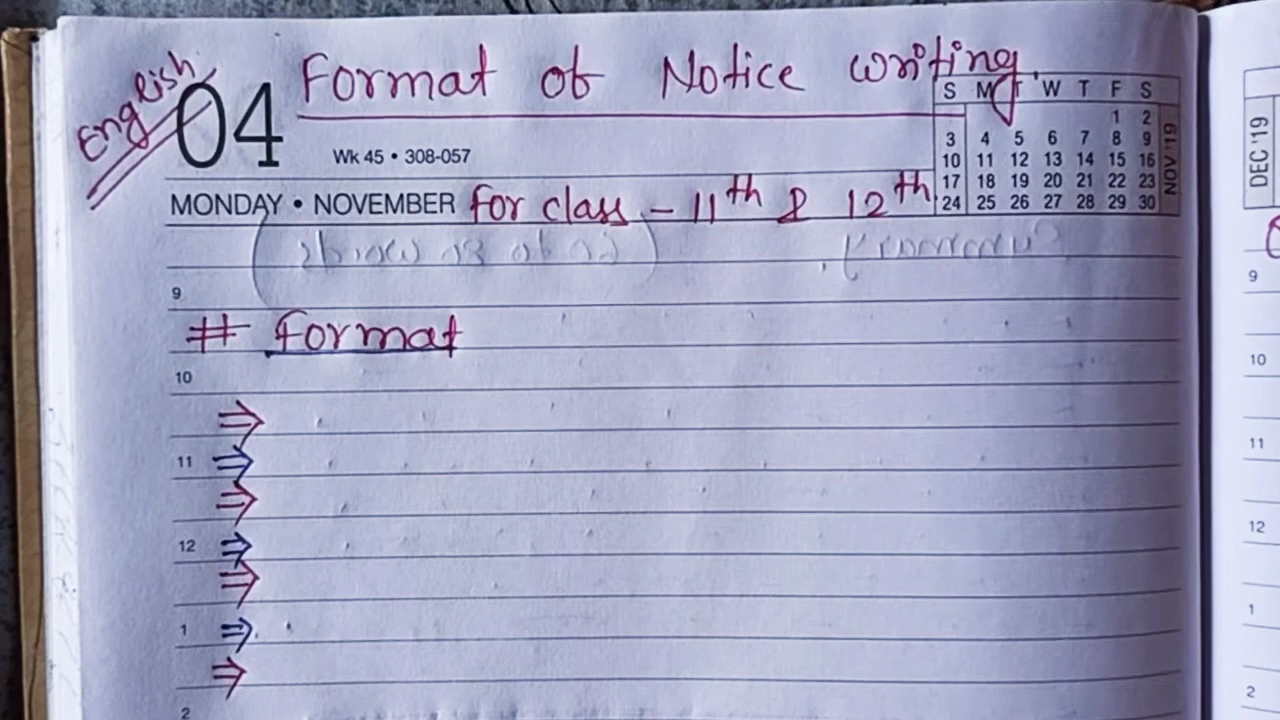 English
Format of Notice writing.
04
Wk 45 • 308-057
S M T W T F S
1 2
3 4 5 6 7 8 9
10 11 12 13 14 15 16
17 18 19 20 21 22 23
24 25 26 27 28 29 30
NOV '19
DEC '19
MONDAY • NOVEMBER for class - 11th & 12th
9
# Format
10
⇒
11 ⇒
⇒
12 ⇒
⇒
1 ⇒
⇒
2
9
10
11
12
1
2